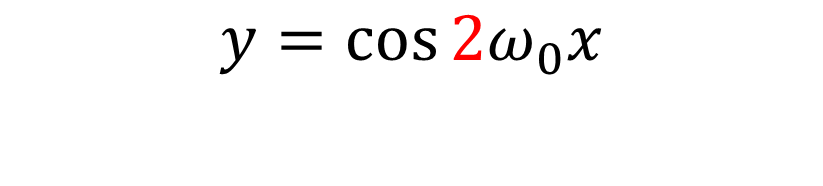 y = cos 2ω₀x